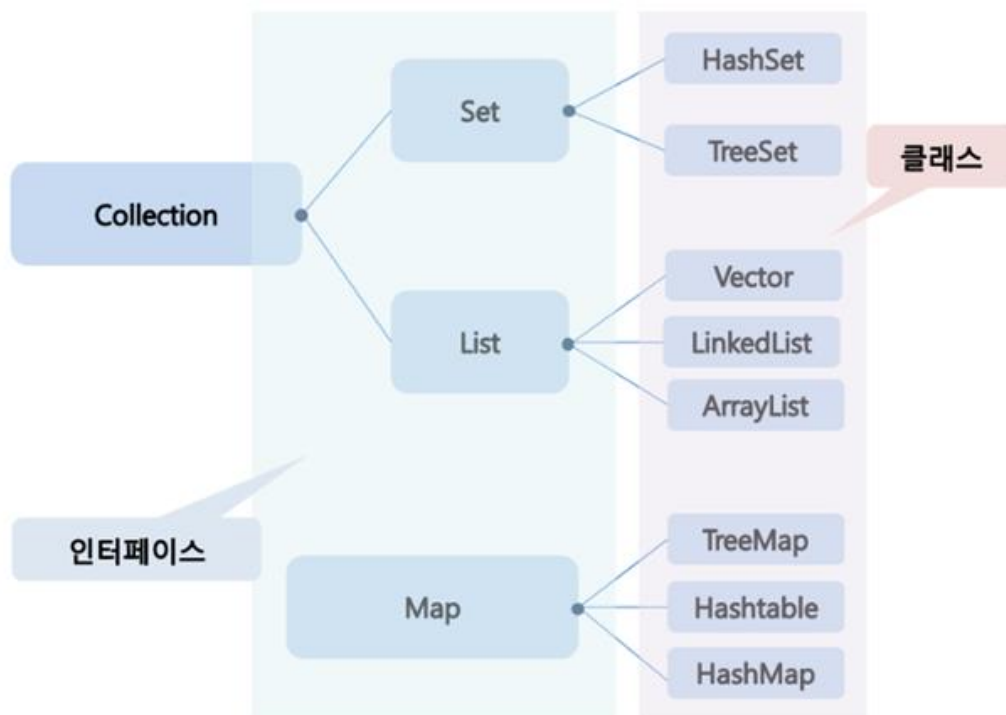 HashSet
Set
TreeSet
클래스
Collection
Vector
List
LinkedList
ArrayList
인터페이스
TreeMap
Map
Hashtable
HashMap